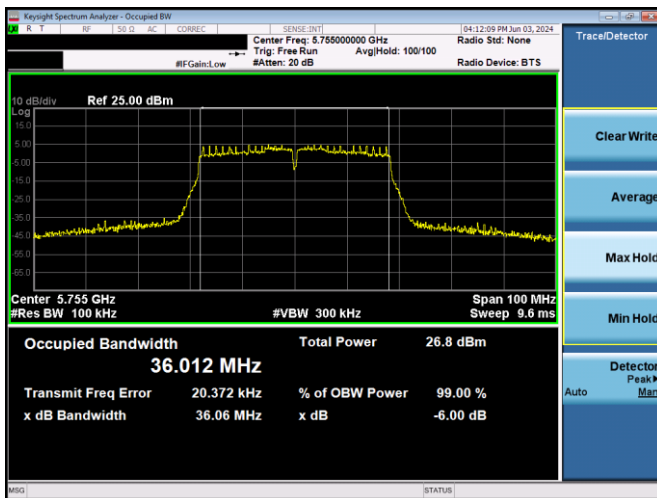 Keysight Spectrum Analyzer - Occupied BW
R T RF 50 Ω AC CORREC SENSE:INT 04:12:09 PM Jun 03, 2024
Center Freq: 5.755000000 GHz Radio Std: None
Trig: Free Run Avg|Hold: 100/100
#IFGain:Low #Atten: 20 dB Radio Device: BTS
Trace/Detector
10 dB/div Ref 25.00 dBm
Log
15.0
5.00
-5.00
-15.0
-25.0
-35.0
-45.0
-55.0
-65.0
Center 5.755 GHz Span 100 MHz
#Res BW 100 kHz #VBW 300 kHz Sweep 9.6 ms
Occupied Bandwidth Total Power 26.8 dBm
36.012 MHz
Transmit Freq Error 20.372 kHz % of OBW Power 99.00 %
x dB Bandwidth 36.06 MHz x dB -6.00 dB
Clear Write
Average
Max Hold
Min Hold
Detector
Peak
Auto Man
MSG STATUS